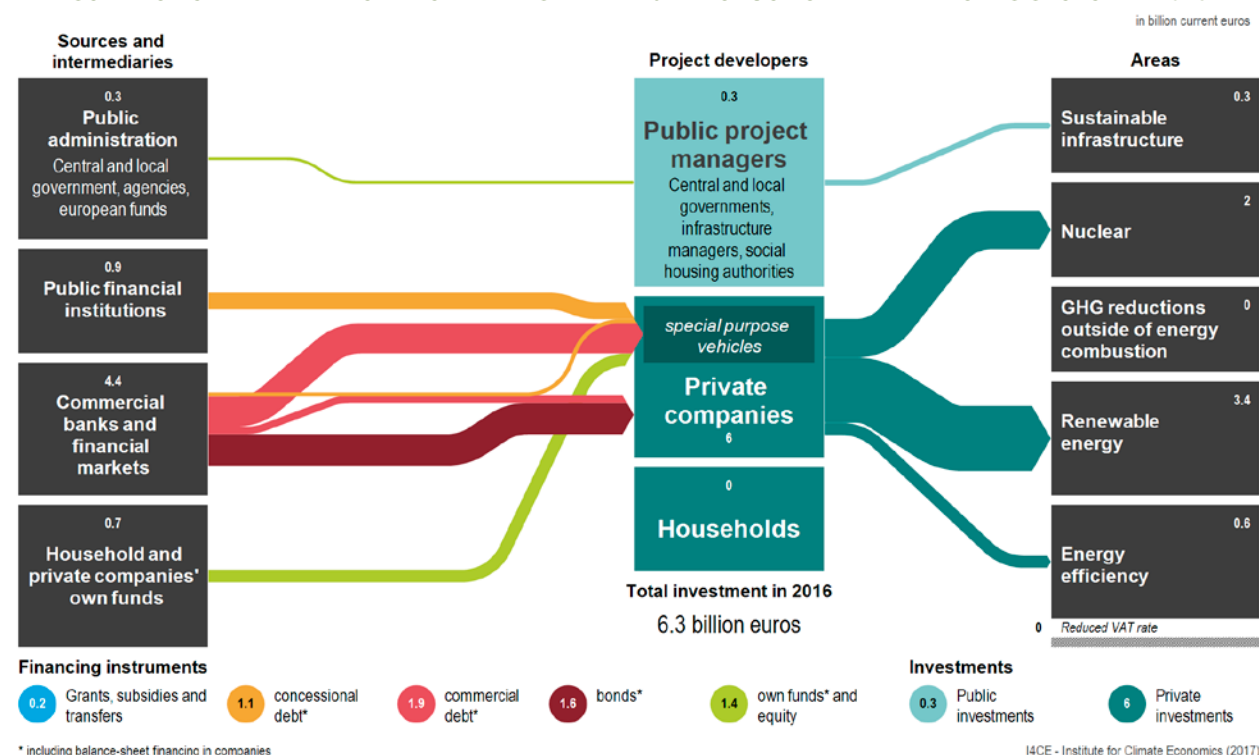 in billion current euros
Sources and
intermediaries
Project developers
Areas
0.3
Public
administration
Central and local
government, agencies,
european funds
0.9
Public financial
institutions
4.4
Commercial
banks and
financial
markets
0.7
Household and
private companies*
own funds
0.3
Public project
managers
Central and local
governments,
infrastructure
managers, social
housing authorities
special purpose
vehicles
Private
companies
6
0
Households
Total investment in 2016
6.3 billion euros
0.3
Sustainable
infrastructure
2
Nuclear
GHG reductions 0
outside of energy
combustion
3.4
Renewable
energy
0.6
Energy
efficiency
0 Reduced VAT rate
Financing instruments
0.2 Grants, subsidies and
transfers
1.1 concessional
debt*
1.9 commercial
debt*
1.6 bonds*
1.4 own funds* and
equity
Investments
0.3 Public
investments
6 Private
investments
* including balance-sheet financing in companies
I4CE - Institute for Climate Economics (2017)